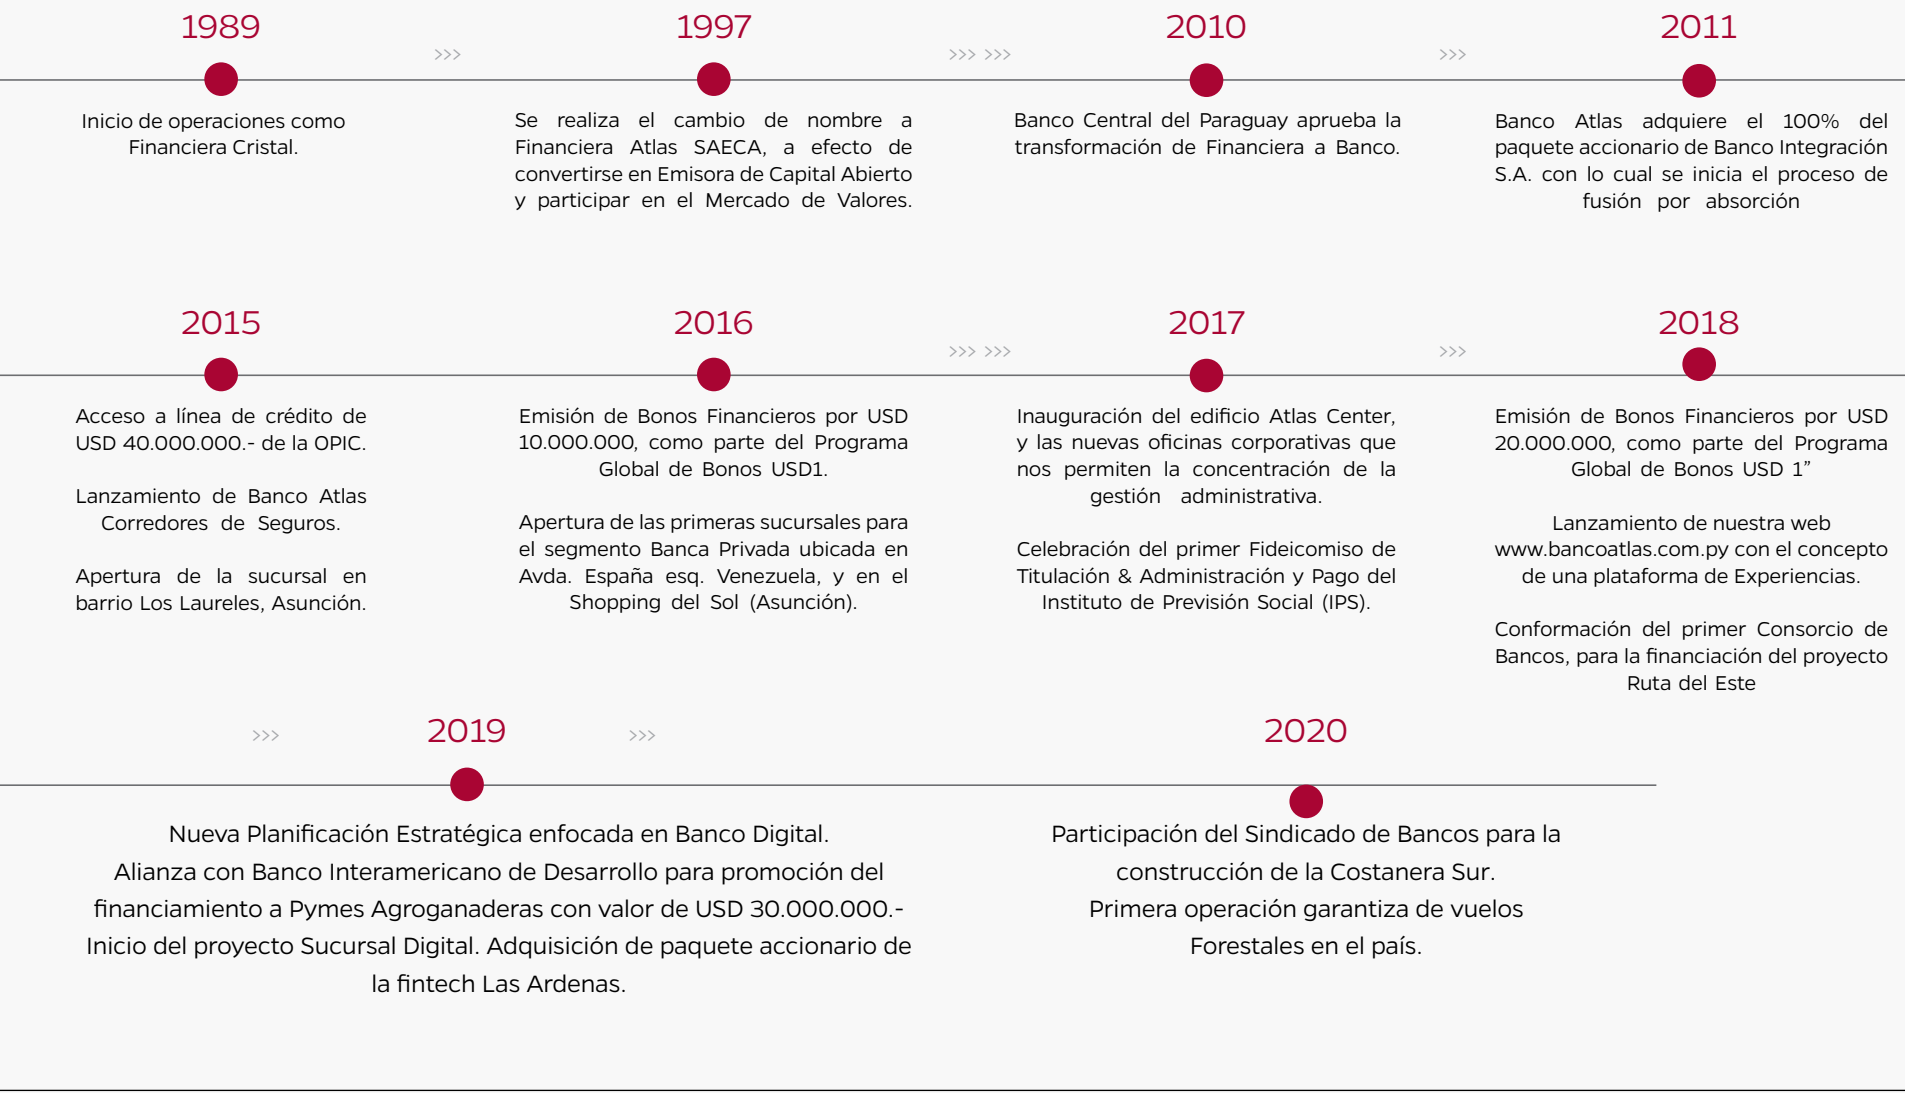 1989
Inicio de operaciones como
Financiera Cristal.
>>>
1997
Se realiza el cambio de nombre a
Financiera Atlas SAECA, a efecto de
convertirse en Emisora de Capital Abierto
y participar en el Mercado de Valores.
>>> >>>
2010
Banco Central del Paraguay aprueba la
transformación de Financiera a Banco.
>>>
2011
Banco Atlas adquiere el 100% del
paquete accionario de Banco Integración
S.A. con lo cual se inicia el proceso de
fusión por absorción
2015
Acceso a línea de crédito de
USD 40.000.000.- de la OPIC.
Lanzamiento de Banco Atlas
Corredores de Seguros.
Apertura de la sucursal en
barrio Los Laureles, Asunción.
2016
Emisión de Bonos Financieros por USD
10.000.000, como parte del Programa
Global de Bonos USD1.
Apertura de las primeras sucursales para
el segmento Banca Privada ubicada en
Avda. España esq. Venezuela, y en el
Shopping del Sol (Asunción).
>>> >>>
2017
Inauguración del edificio Atlas Center,
y las nuevas oficinas corporativas que
nos permiten la concentración de la
gestión administrativa.
Celebración del primer Fideicomiso de
Titulación & Administración y Pago del
Instituto de Previsión Social (IPS).
>>>
2018
Emisión de Bonos Financieros por USD
20.000.000, como parte del Programa
Global de Bonos USD 1”
Lanzamiento de nuestra web
www.bancoatlas.com.py con el concepto
de una plataforma de Experiencias.
Conformación del primer Consorcio de
Bancos, para la financiación del proyecto
Ruta del Este
>>>
2019
>>>
Nueva Planificación Estratégica enfocada en Banco Digital.
Alianza con Banco Interamericano de Desarrollo para promoción del
financiamiento a Pymes Agroganaderas con valor de USD 30.000.000.-
Inicio del proyecto Sucursal Digital. Adquisición de paquete accionario de
la fintech Las Ardenas.
2020
Participación del Sindicado de Bancos para la
construcción de la Costanera Sur.
Primera operación garantiza de vuelos
Forestales en el país.